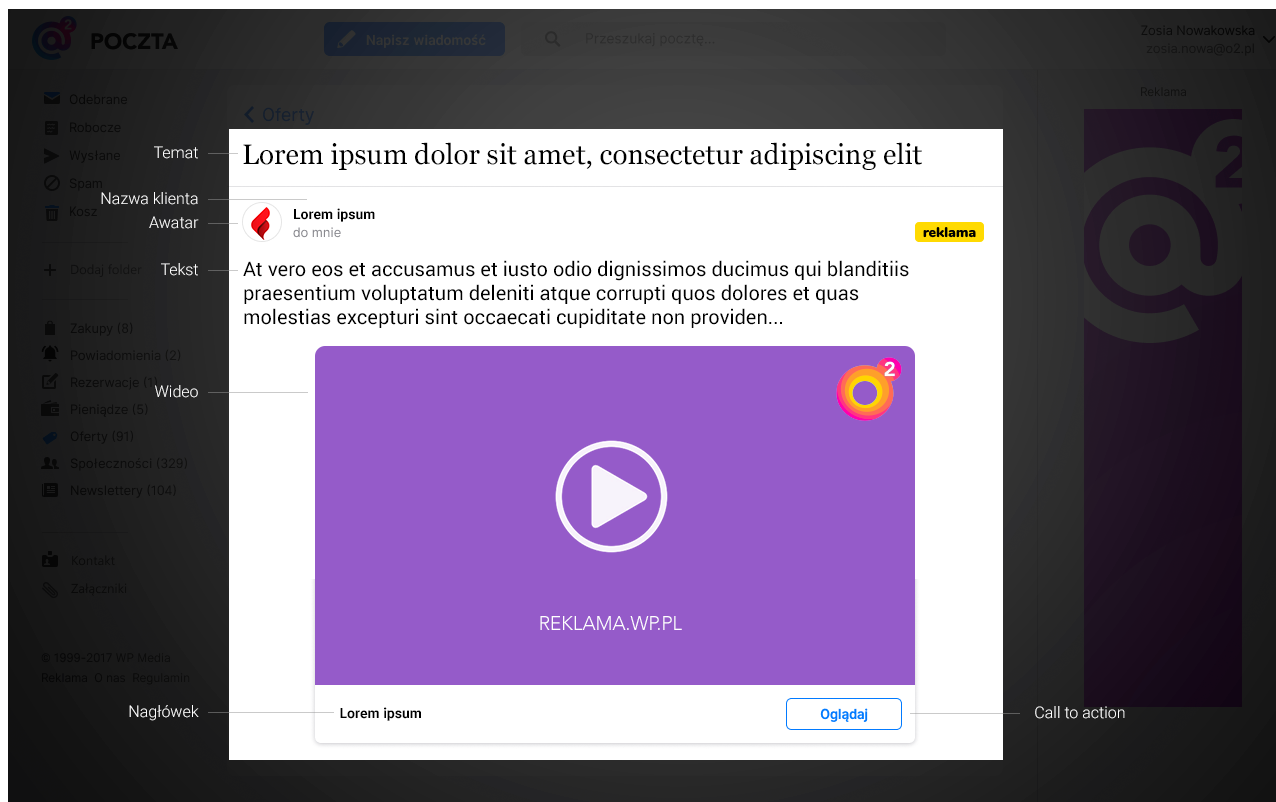 2
POCZTA
Napisz wiadomość
Przeszukaj pocztę...
Zosia Nowakowska
zosia.nowa@o2.pl
Odebrane
Robocze
Wysłane
Spam
Kosz
Dodaj folder
Zakupy (8)
Powiadomienia (2)
Rezerwacje (1)
Pieniądze (5)
Oferty (91)
Społeczności (329)
Newslettery (104)
Kontakt
Załączniki
© 1999-2017 WP Media
Reklama O nas Regulamin
Oferty
Temat
Lorem ipsum dolor sit amet, consectetur adipiscing elit
Nazwa klienta
Awatar
Lorem ipsum
do mnie
reklama
Tekst
At vero eos et accusamus et iusto odio dignissimos ducimus qui blanditiis
praesentium voluptatum deleniti atque corrupti quos dolores et quas
molestias excepturi sint occaecati cupiditate non providen...
Wideo
2
REKLAMA.WP.PL
Nagłówek
Lorem ipsum
Oglądaj
Call to action
Reklama
@2